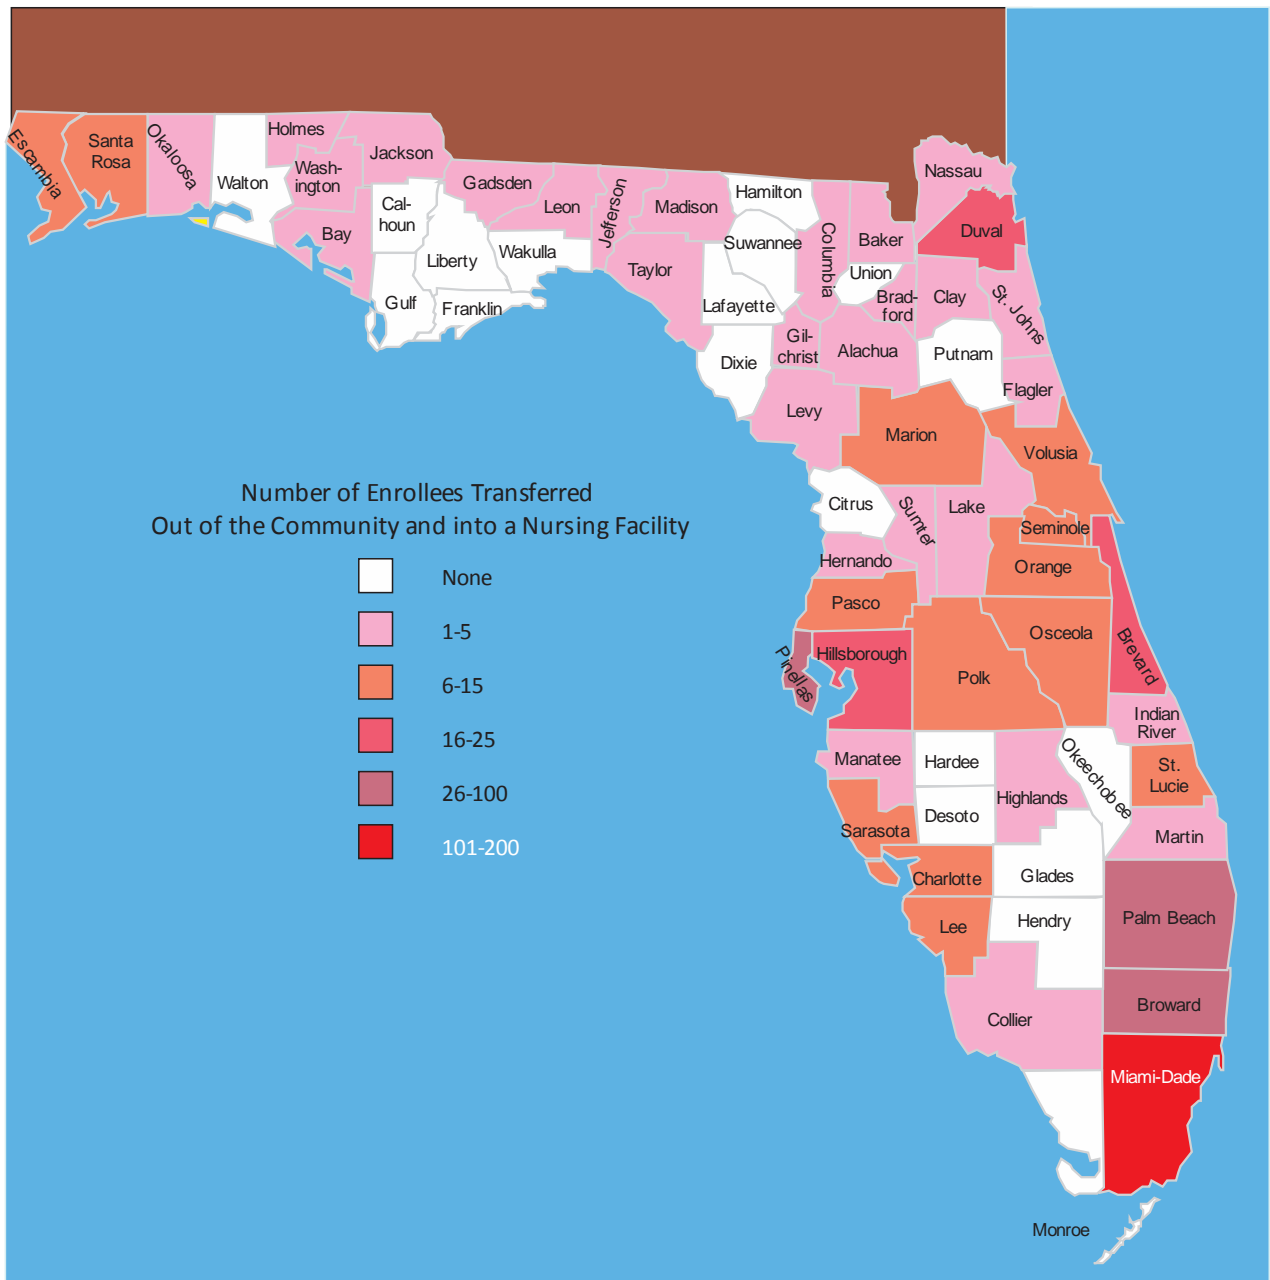 Escambia
Santa
Rosa
Okaloosa
Walton
Holmes
Wash-
ington
Jackson
Bay
Cal-
houn
Gulf
Liberty
Franklin
Gadsden
Leon
Wakulla
Jefferson
Madison
Taylor
Hamilton
Suwannee
Lafayette
Dixie
Columbia
Baker
Union
Brad-
ford
Nassau
Duval
Clay
St. Johns
Gil-
christ
Alachua
Putnam
Flagler
Levy
Marion
Volusia
Number of Enrollees Transferred
Out of the Community and into a Nursing Facility
None
1-5
6-15
16-25
26-100
101-200
Citrus
Sumter
Lake
Seminole
Hernando
Orange
Pasco
Pinellas
Hillsborough
Polk
Osceola
Brevard
Indian
River
Manatee
Hardee
Highlands
Okeechobee
St.
Lucie
Desoto
Sarasota
Martin
Charlotte
Glades
Lee
Hendry
Palm Beach
Collier
Broward
Miami-Dade
Monroe